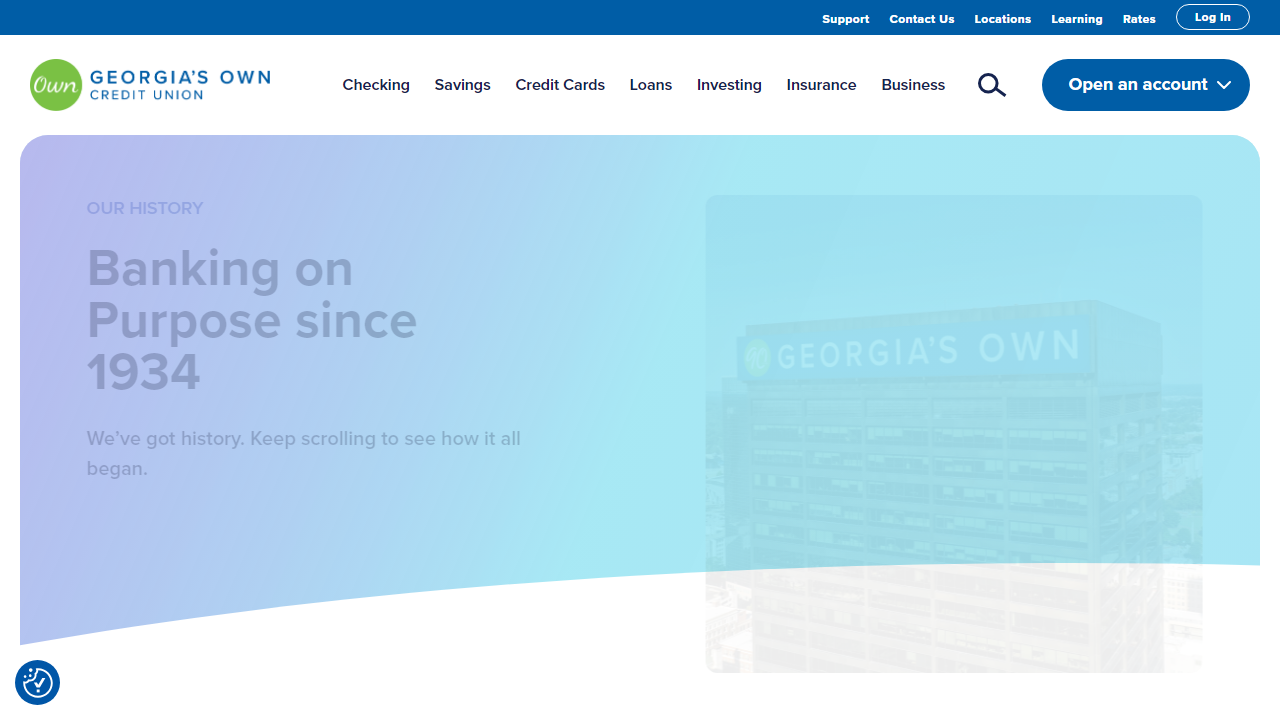 Support Contact Us Locations Learning Rates Log In
Own GEORGIA'S OWN
CREDIT UNION
Checking Savings Credit Cards Loans Investing Insurance Business Open an account
OUR HISTORY
Banking on
Purpose since
1934
We've got history. Keep scrolling to see how it all
began.
GEORGIA'S OWN